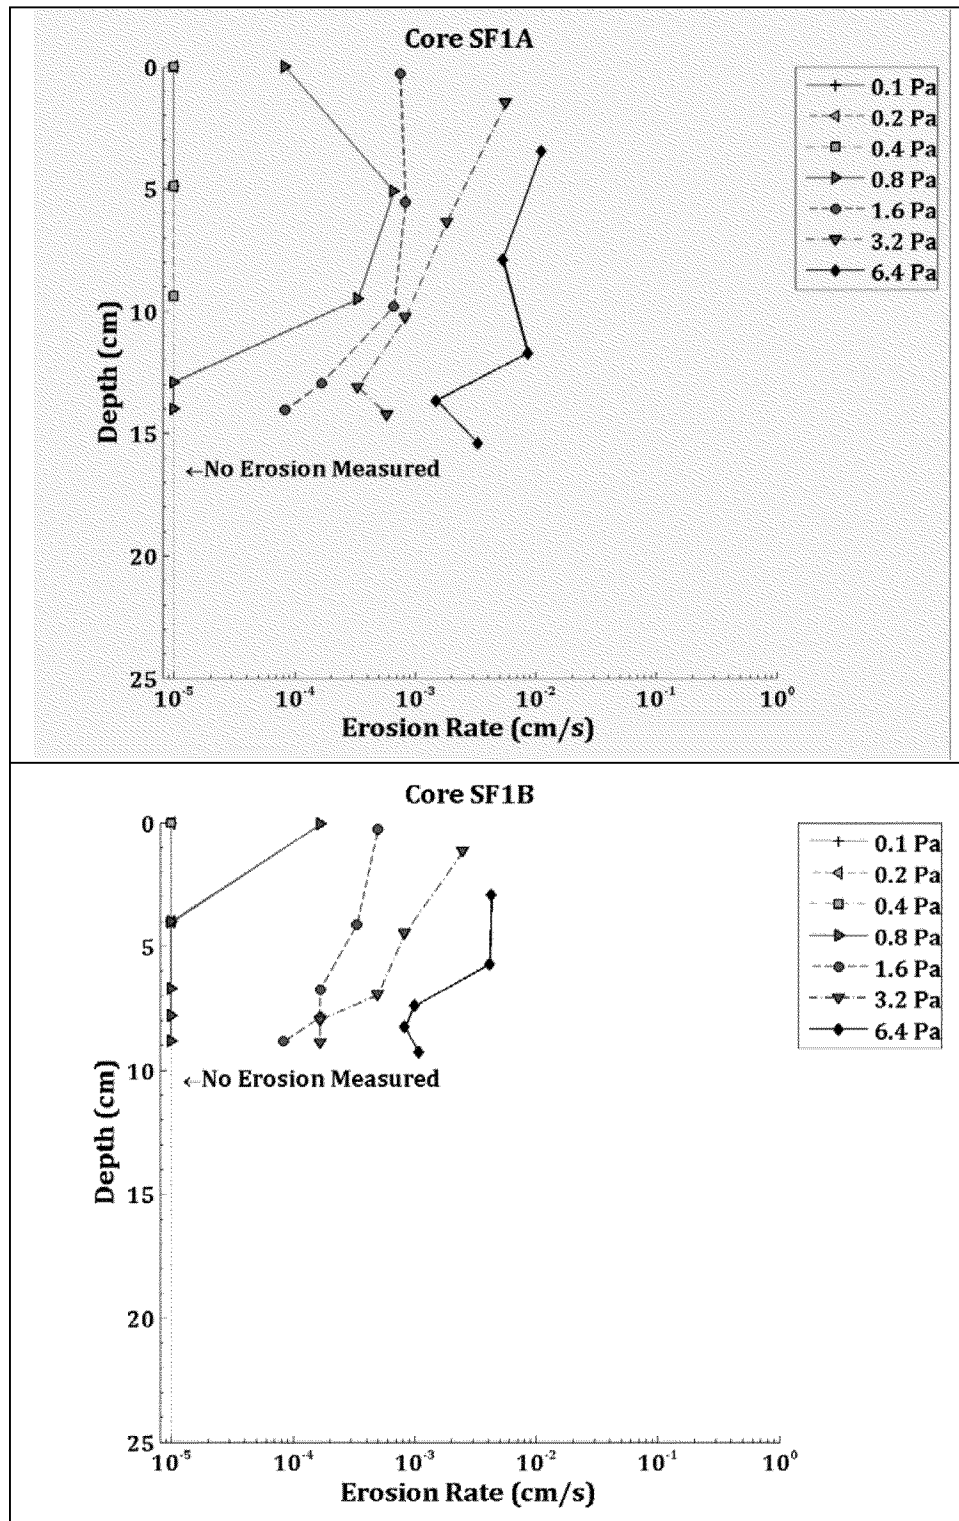 Core SF1A
0
5
10
15
20
25
Depth (cm)
←No Erosion Measured
10⁻⁵ 10⁻⁴ 10⁻³ 10⁻² 10⁻¹ 10⁰
Erosion Rate (cm/s)
0.1 Pa
0.2 Pa
0.4 Pa
0.8 Pa
1.6 Pa
3.2 Pa
6.4 Pa
Core SF1B
0
5
10
15
20
25
Depth (cm)
←No Erosion Measured
10⁻⁵ 10⁻⁴ 10⁻³ 10⁻² 10⁻¹ 10⁰
Erosion Rate (cm/s)
0.1 Pa
0.2 Pa
0.4 Pa
0.8 Pa
1.6 Pa
3.2 Pa
6.4 Pa